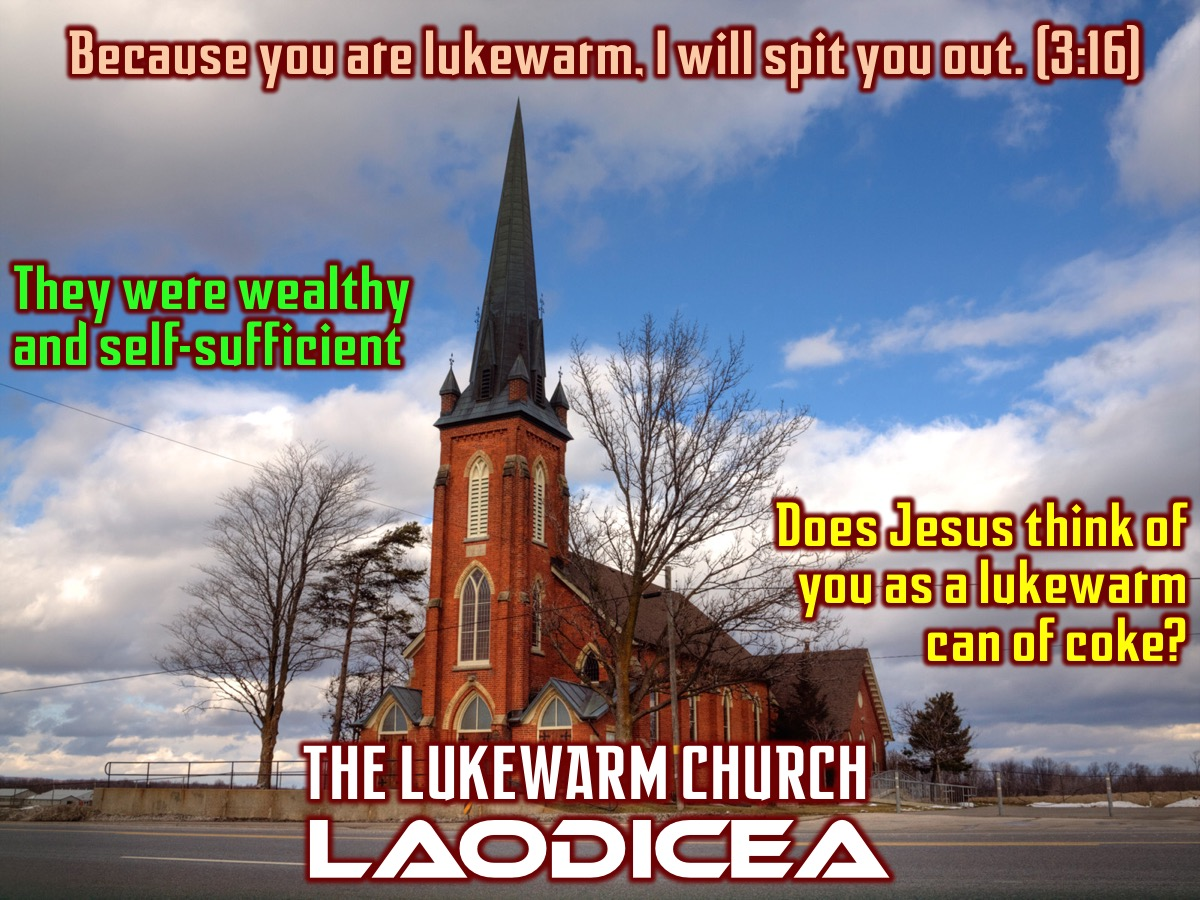 Because you are lukewarm, I will spit you out. (3:16)
They were wealthy
and self-sufficient
Does Jesus think of
you as a lukewarm
can of coke?
THE LUKEWARM CHURCH
LAODICEA